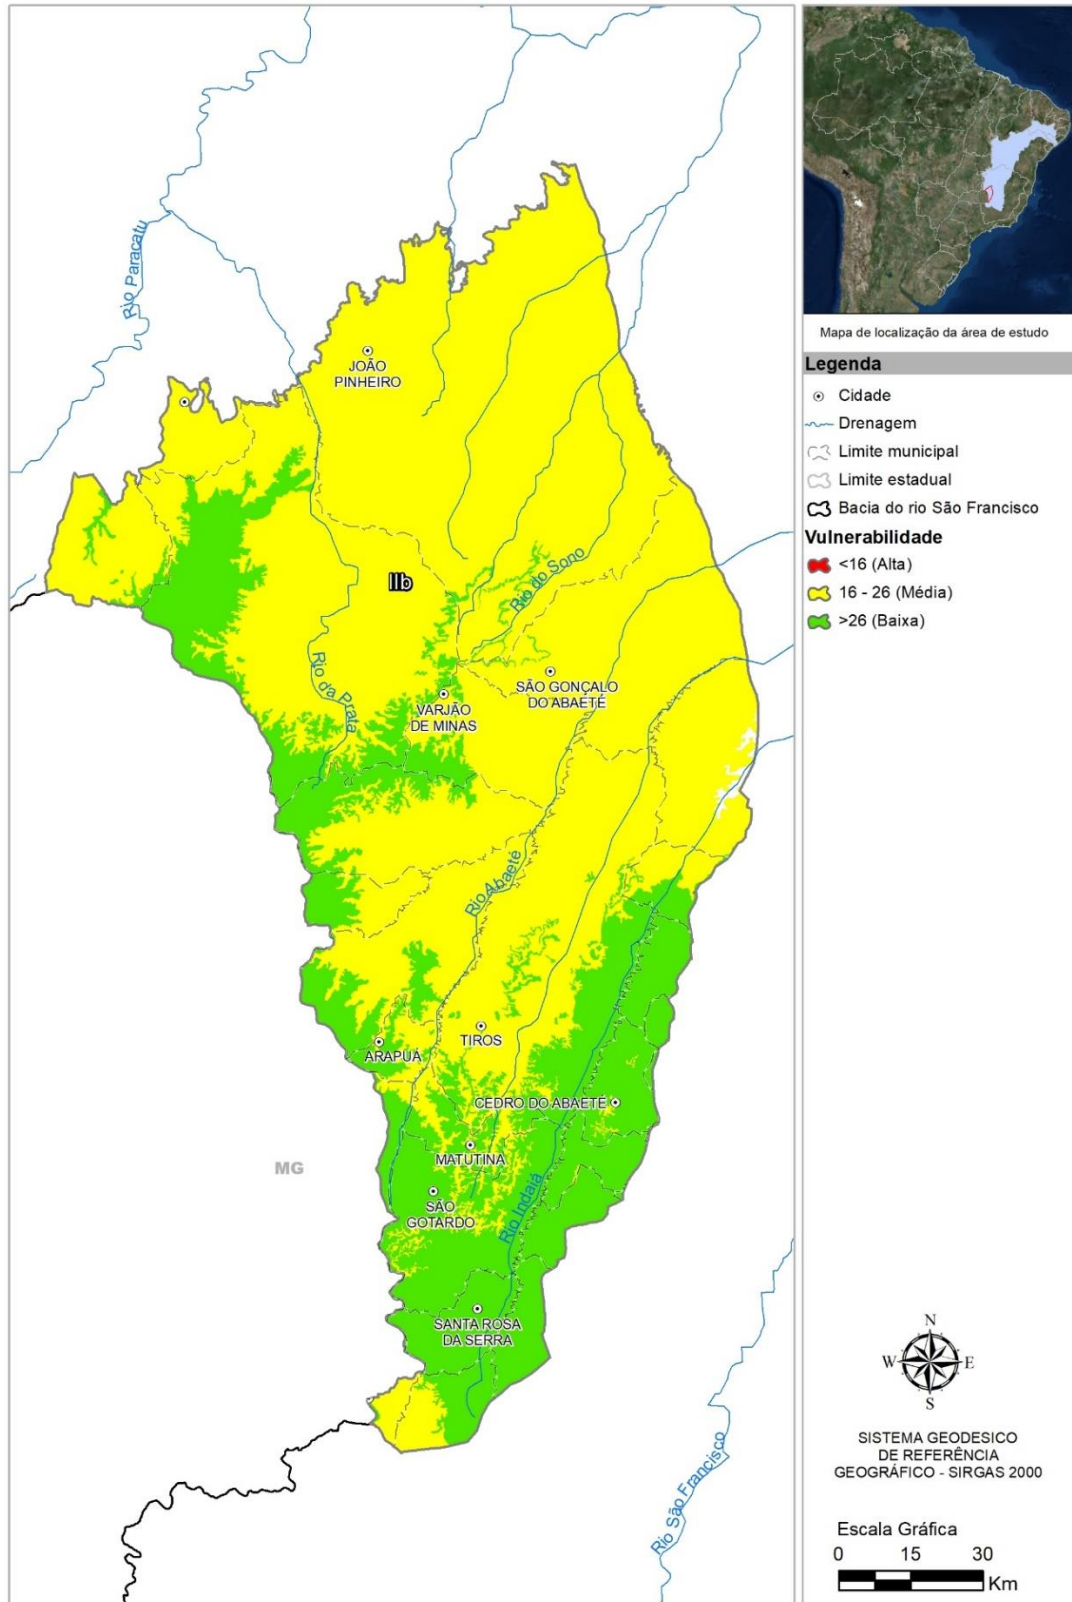 Rio Paracatu
JOÃO
PINHEIRO
IIb
Rio do Sono
Rio da Prata
SÃO GONÇALO
DO ABAETÉ
VARJÃO
DE MINAS
Rio Abaeté
TIROS
ARAPUÁ
CEDRO DO ABAETÉ
MATUTINA
MG
SÃO
GOTARDO
Rio Indaiá
SANTA ROSA
DA SERRA
Rio São Francisco
Mapa de localização da área de estudo
Legenda
Cidade
Drenagem
Limite municipal
Limite estadual
Bacia do rio São Francisco
Vulnerabilidade
<16 (Alta)
16 - 26 (Média)
>26 (Baixa)
N
W E
S
SISTEMA GEODESICO
DE REFERÊNCIA
GEOGRÁFICO - SIRGAS 2000
Escala Gráfica
0 15 30
Km